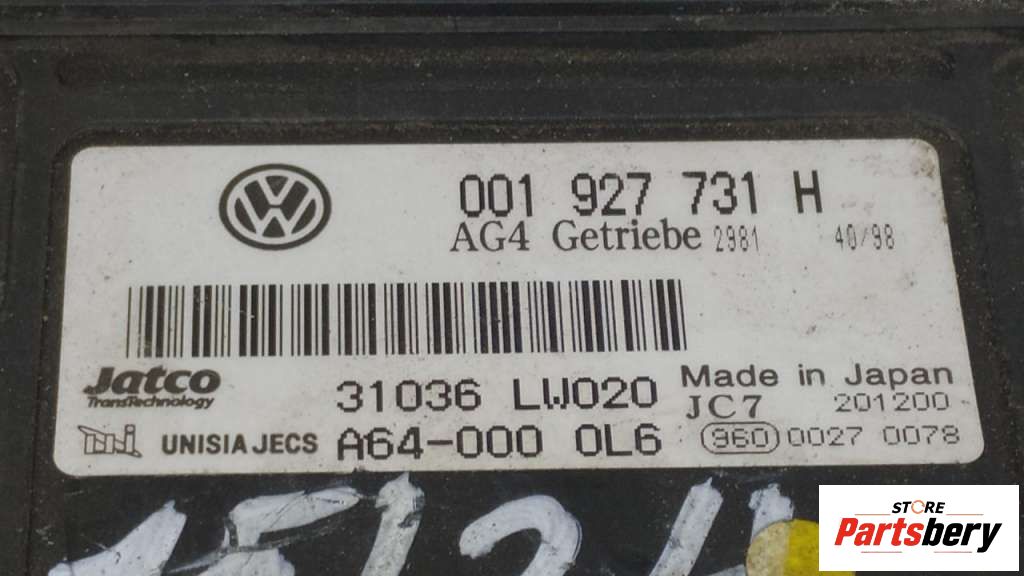 001 927 731 H
AG4 Getriebe 2981 40/98
Jatco
TransTechnology
31036 LW020
Made in Japan
JC7 201200
UNISIA JECS A64-000 0L6
960 0027 0078
STORE
Partsbery